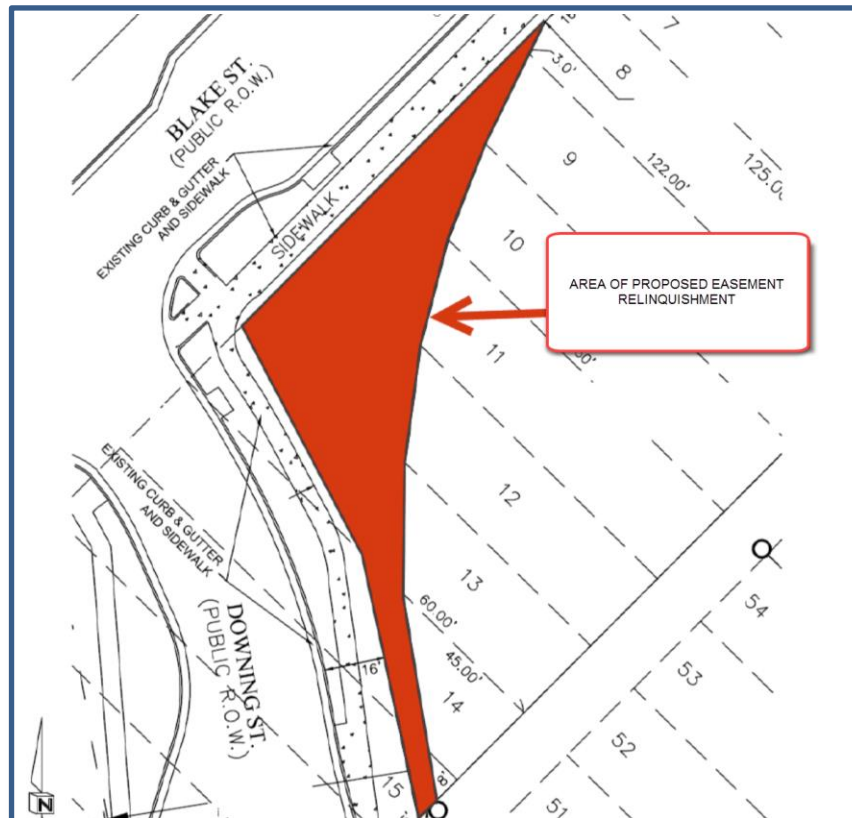 BLAKE ST.
(PUBLIC R.O.W.)
EXISTING CURB & GUTTER
AND SIDEWALK
SIDEWALK
3.0'
7
8
9
122.00'
10
11
AREA OF PROPOSED EASEMENT
RELINQUISHMENT
12
EXISTING CURB & GUTTER
AND SIDEWALK
DOWNING ST.
(PUBLIC R.O.W.)
13
60.00'
45.00'
14
16'
15
54
53
52
51
N